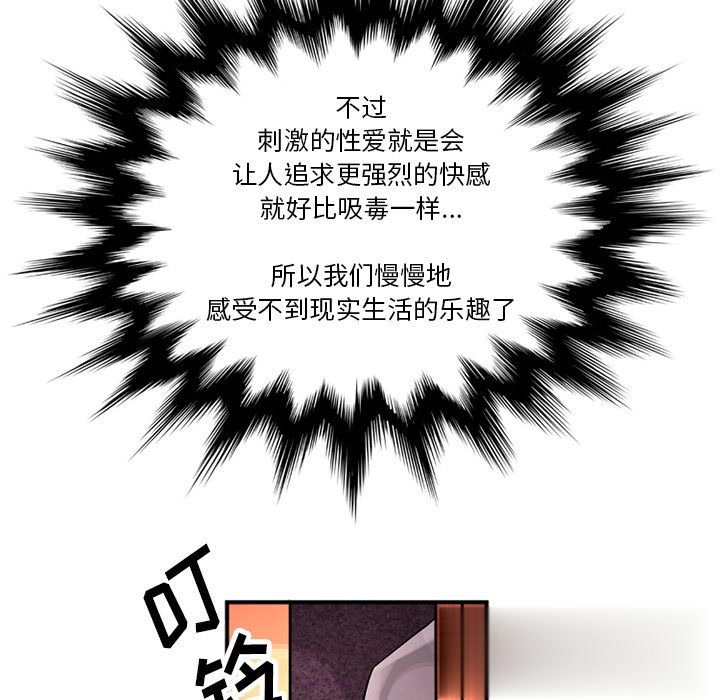 不过
刺激的性爱就是会
让人追求更强烈的快感
就好比吸毒一样...
所以我们慢慢地
感受不到现实生活的乐趣了
叮
铃